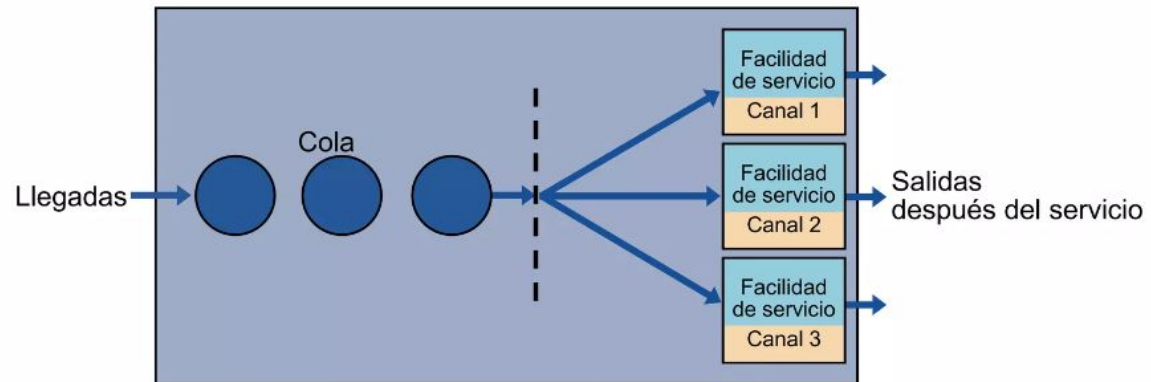 Llegadas
Cola
Facilidad
de servicio
Canal 1
Facilidad
de servicio
Canal 2
Facilidad
de servicio
Canal 3
Salidas
después del servicio